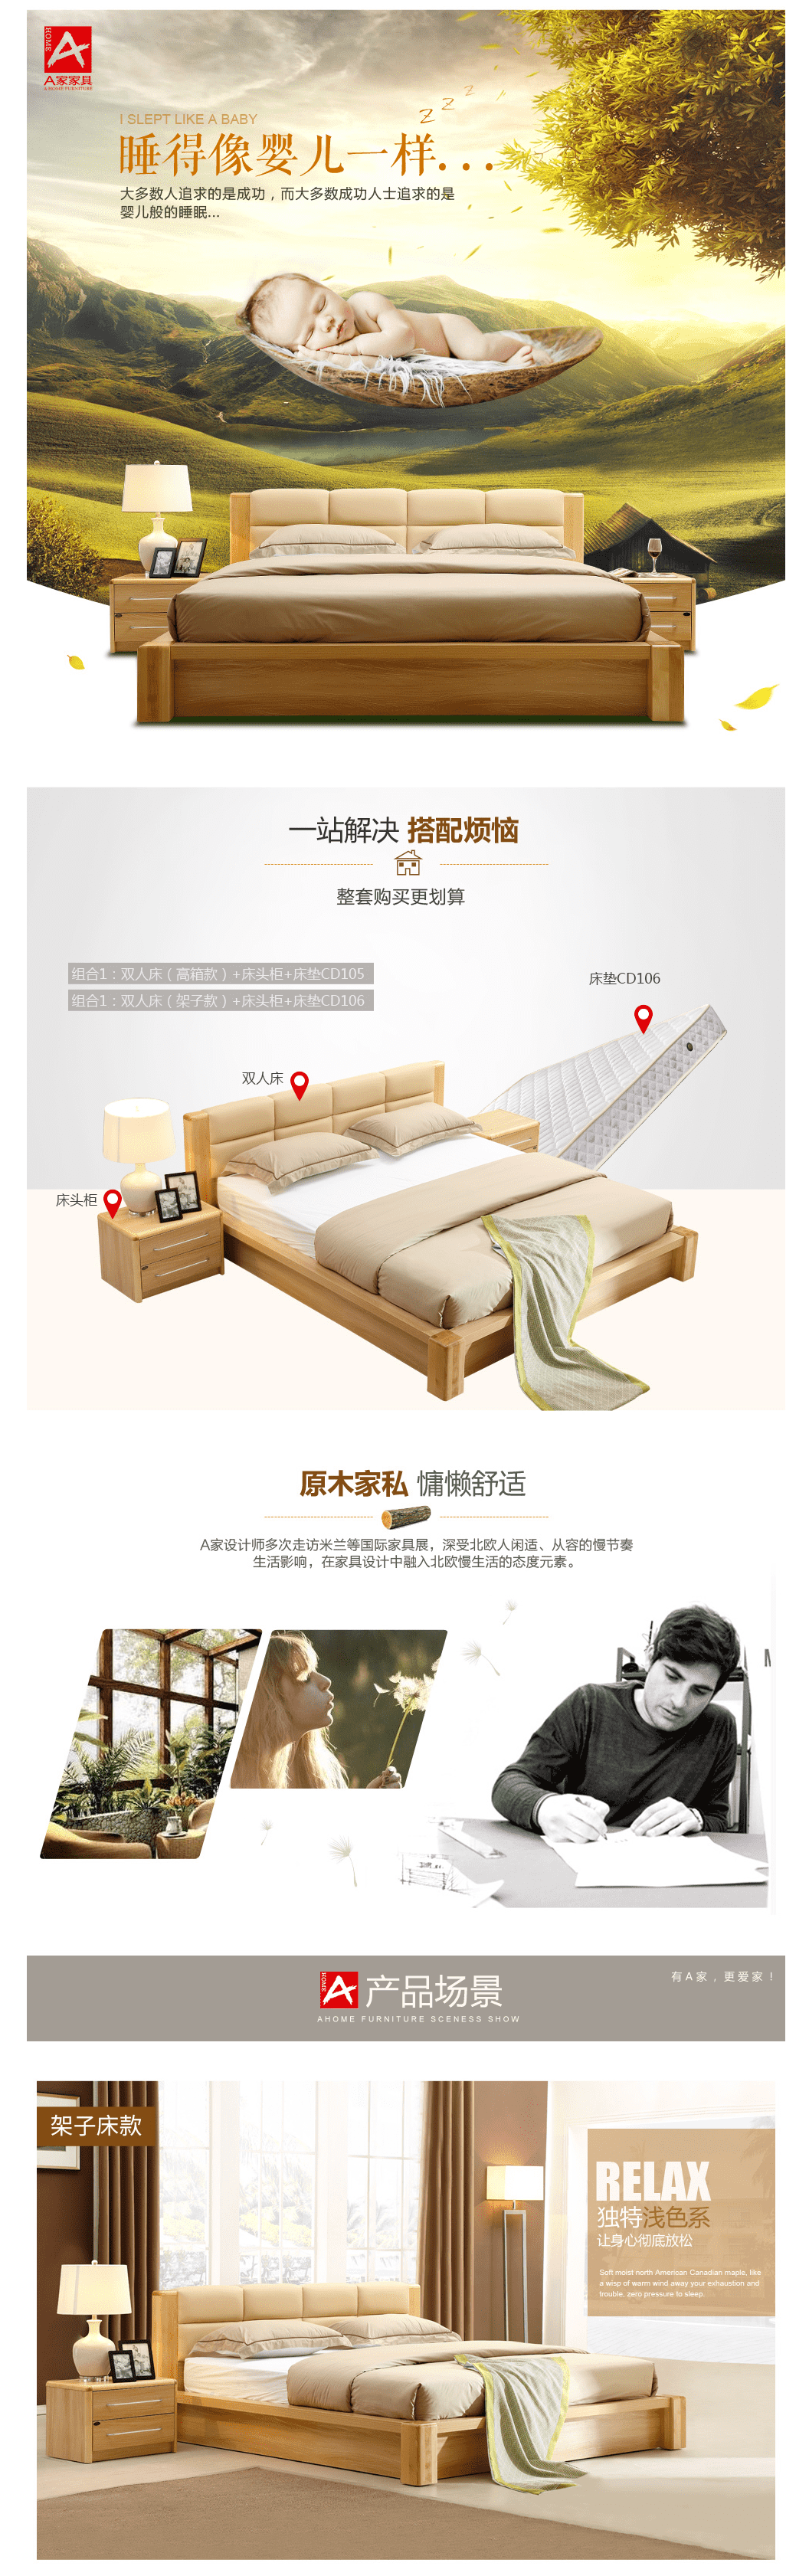 HOME
A家家具
A HOME FURNITURE
Z Z Z
I SLEPT LIKE A BABY
睡得像婴儿一样...
大多数人追求的是成功，而大多数成功人士追求的是
婴儿般的睡眠...
一站解决 搭配烦恼
整套购买更划算
组合1：双人床（高箱款）+床头柜+床垫CD105
组合1：双人床（架子款）+床头柜+床垫CD106
床垫CD106
双人床
床头柜
原木家私 慵懒舒适
A家设计师多次走访米兰等国际家具展，深受北欧人闲适、从容的慢节奏
生活影响，在家具设计中融入北欧慢生活的态度元素。
HOME
A
产品场景
AHOME FURNITURE SCENESS SHOW
有A家，更爱家！
架子床款
RELAX
独特浅色系
让身心彻底放松
Soft moist north American Canadian maple, like
a wisp of warm wind away your exhaustion and
trouble, zero pressure to sleep.